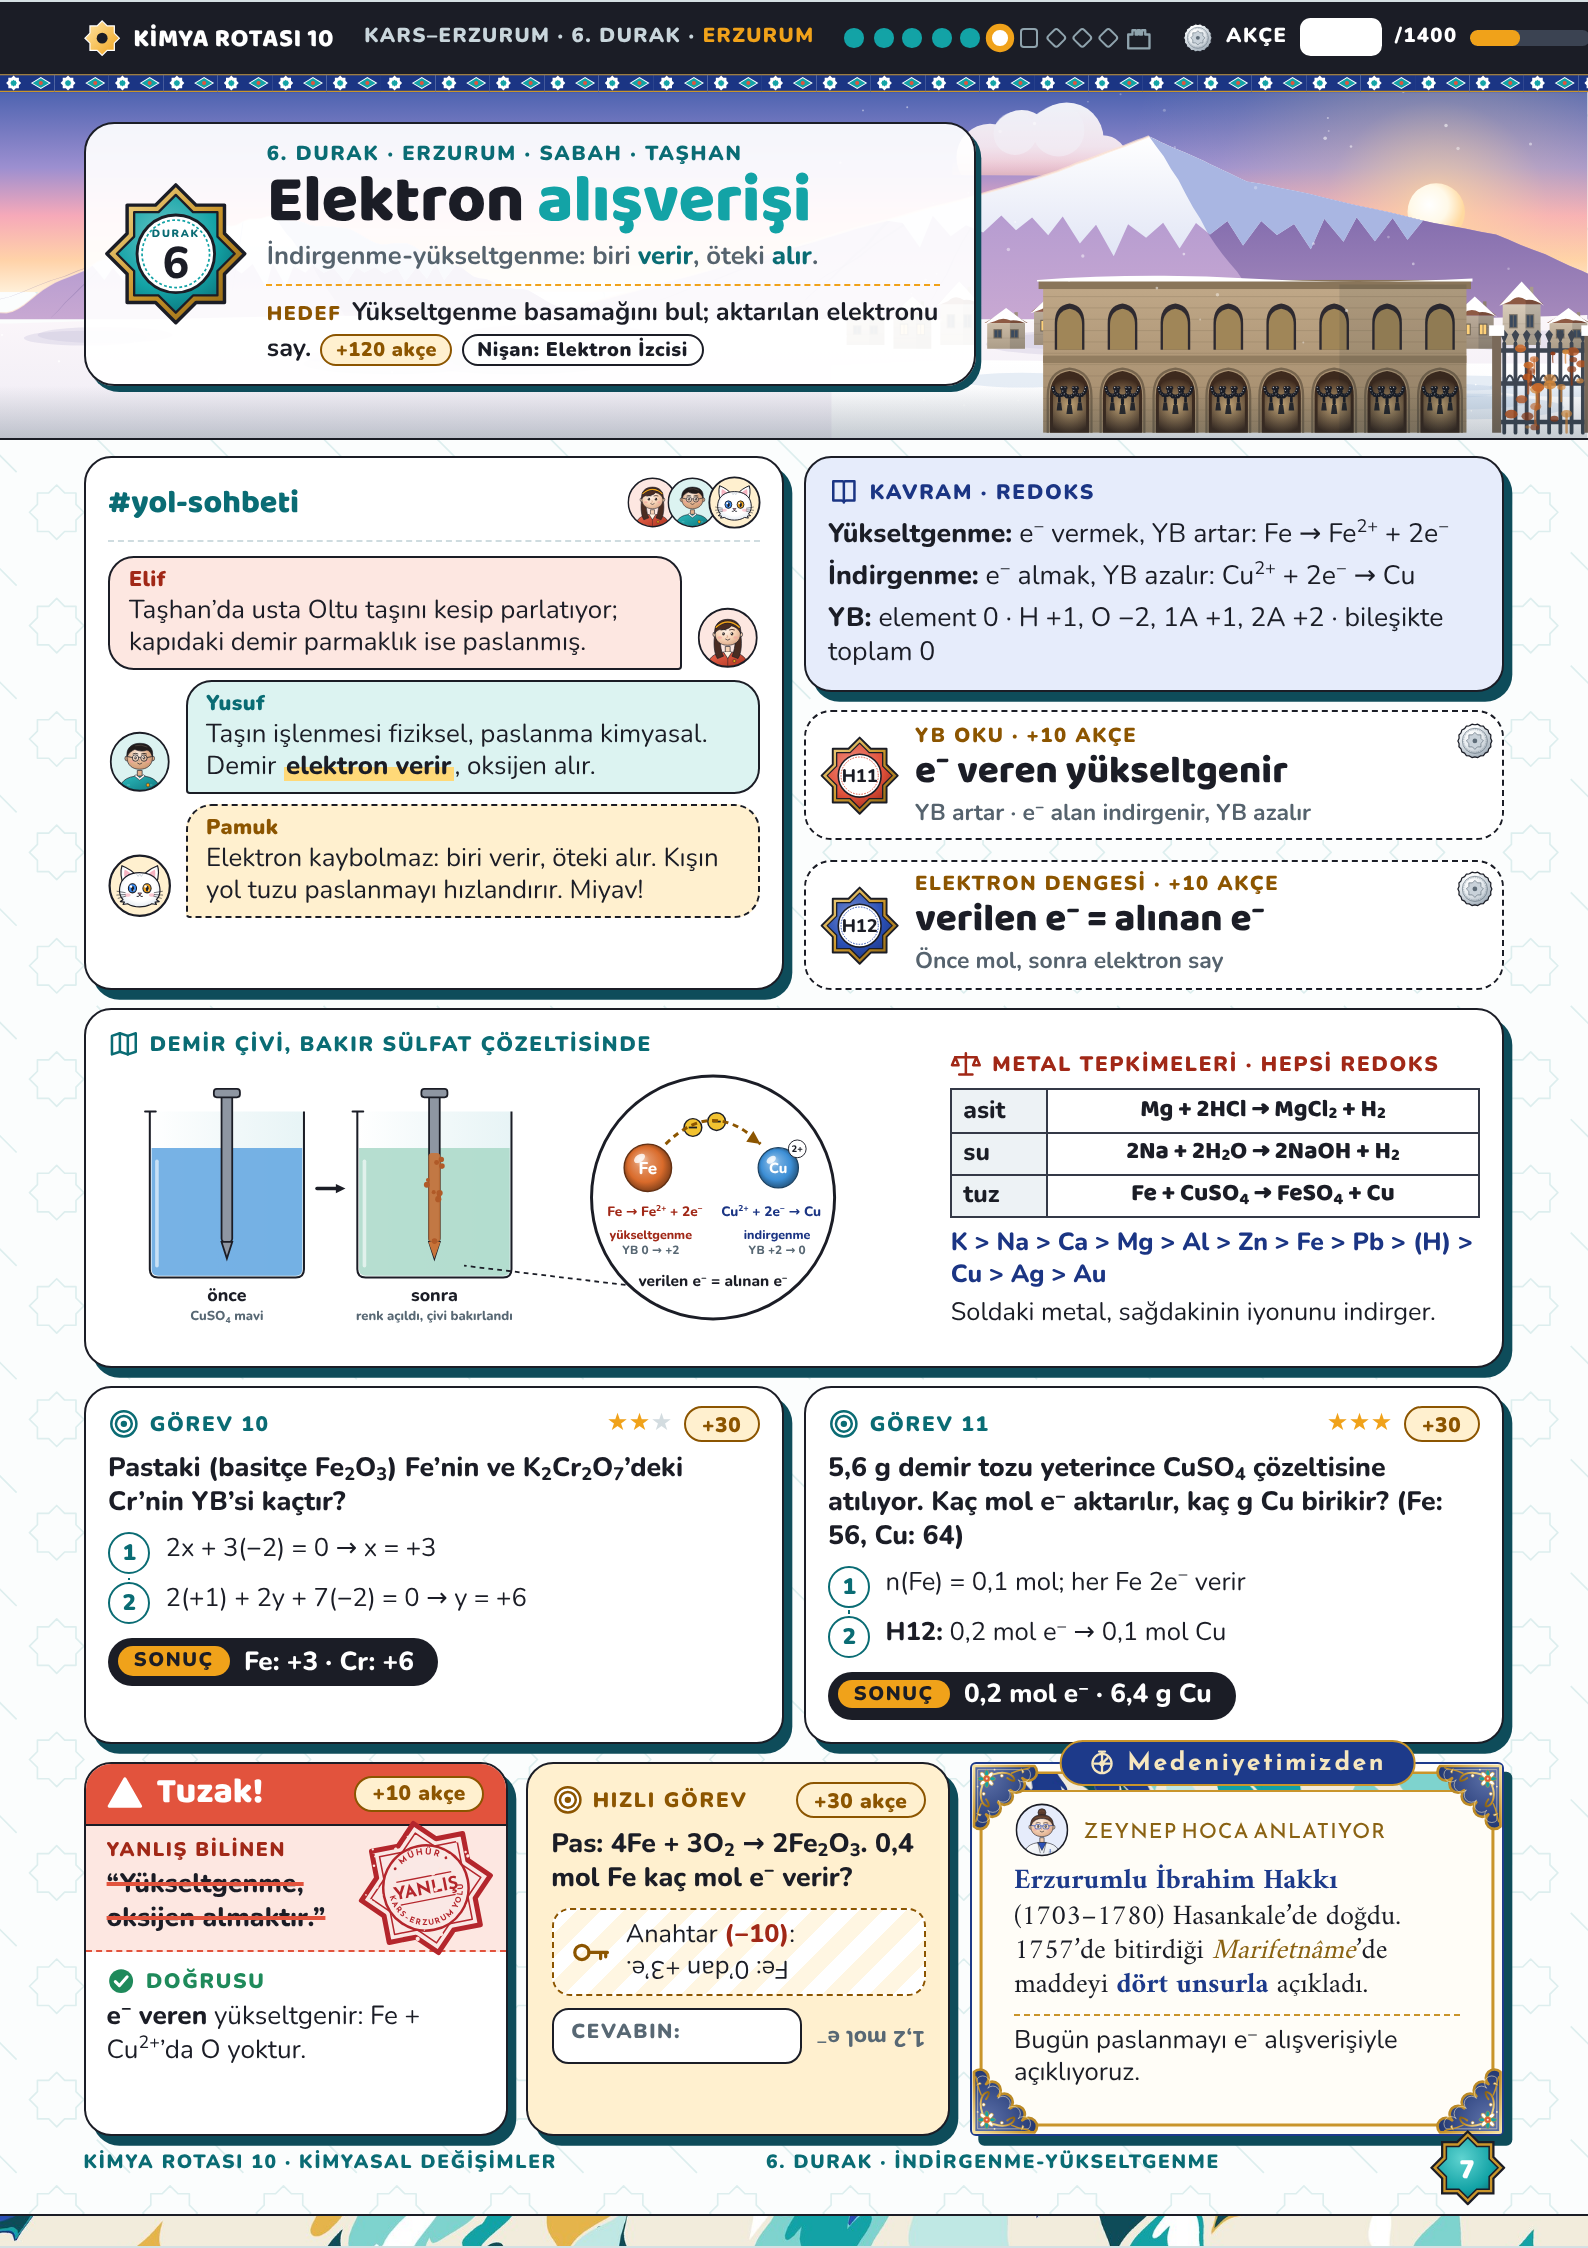 KİMYA ROTASI 10 KARS–ERZURUM · 6. DURAK · ERZURUM AKÇE /1400
6. DURAK · ERZURUM · SABAH · TAŞHAN
Elektron alışverişi
DURAK
6
İndirgenme-yükseltgenme: biri verir, öteki alır.
HEDEF Yükseltgenme basamağını bul; aktarılan elektronu
say. +120 akçe Nişan: Elektron İzcisi
#yol-sohbeti
Elif
Taşhan’da usta Oltu taşını kesip parlatıyor;
kapıdaki demir parmaklık ise paslanmış.
Yusuf
Taşın işlenmesi fiziksel, paslanma kimyasal.
Demir elektron verir, oksijen alır.
Pamuk
Elektron kaybolmaz: biri verir, öteki alır. Kışın
yol tuzu paslanmayı hızlandırır. Miyav!
KAVRAM · REDOKS
Yükseltgenme: e⁻ vermek, YB artar: Fe → Fe²⁺ + 2e⁻
İndirgenme: e⁻ almak, YB azalır: Cu²⁺ + 2e⁻ → Cu
YB: element 0 · H +1, O −2, 1A +1, 2A +2 · bileşikte
toplam 0
H11
YB OKU · +10 AKÇE
e⁻ veren yükseltgenir
YB artar · e⁻ alan indirgenir, YB azalır
H12
ELEKTRON DENGESİ · +10 AKÇE
verilen e⁻ = alınan e⁻
Önce mol, sonra elektron say
DEMİR ÇİVİ, BAKIR SÜLFAT ÇÖZELTİSİNDE
önce
CuSO₄ mavi
sonra
renk açıldı, çivi bakırlandı
− −
Fe Cu 2+
Fe → Fe²⁺ + 2e⁻ Cu²⁺ + 2e⁻ → Cu
yükseltgenme indirgenme
YB 0 → +2 YB +2 → 0
verilen e⁻ = alınan e⁻
METAL TEPKİMELERİ · HEPSİ REDOKS
asit Mg + 2HCl → MgCl₂ + H₂
su 2Na + 2H₂O → 2NaOH + H₂
tuz Fe + CuSO₄ → FeSO₄ + Cu
K > Na > Ca > Mg > Al > Zn > Fe > Pb > (H) >
Cu > Ag > Au
Soldaki metal, sağdakinin iyonunu indirger.
GÖREV 10 ★★★ +30
Pastaki (basitçe Fe₂O₃) Fe’nin ve K₂Cr₂O₇’deki
Cr’nin YB’si kaçtır?
1 2x + 3(−2) = 0 → x = +3
2 2(+1) + 2y + 7(−2) = 0 → y = +6
SONUÇ Fe: +3 · Cr: +6
GÖREV 11 ★★★ +30
5,6 g demir tozu yeterince CuSO₄ çözeltisine
atılıyor. Kaç mol e⁻ aktarılır, kaç g Cu birikir? (Fe:
56, Cu: 64)
1 n(Fe) = 0,1 mol; her Fe 2e⁻ verir
2 H12: 0,2 mol e⁻ → 0,1 mol Cu
SONUÇ 0,2 mol e⁻ · 6,4 g Cu
Tuzak! +10 akçe
YANLIŞ BİLİNEN
“Yükseltgenme,
oksijen almaktır.”
• MÜHÜR •
YANLIŞ
KARS-ERZURUM YOLU
DOĞRUSU
e⁻ veren yükseltgenir: Fe +
Cu²⁺’da O yoktur.
HIZLI GÖREV +30 akçe
Pas: 4Fe + 3O₂ → 2Fe₂O₃. 0,4
mol Fe kaç mol e⁻ verir?
Anahtar (−10):
Fe: 0’dan +3’e.
CEVABIN: 1,2 mol e⁻
Medeniyetimizden
ZEYNEP HOCA ANLATIYOR
Erzurumlu İbrahim Hakkı
(1703–1780) Hasankale’de doğdu.
1757’de bitirdiği Marifetnâme’de
maddeyi dört unsurla açıkladı.
Bugün paslanmayı e⁻ alışverişiyle
açıklıyoruz.
KİMYA ROTASI 10 · KİMYASAL DEĞİŞİMLER 6. DURAK · İNDİRGENME-YÜKSELTGENME 7